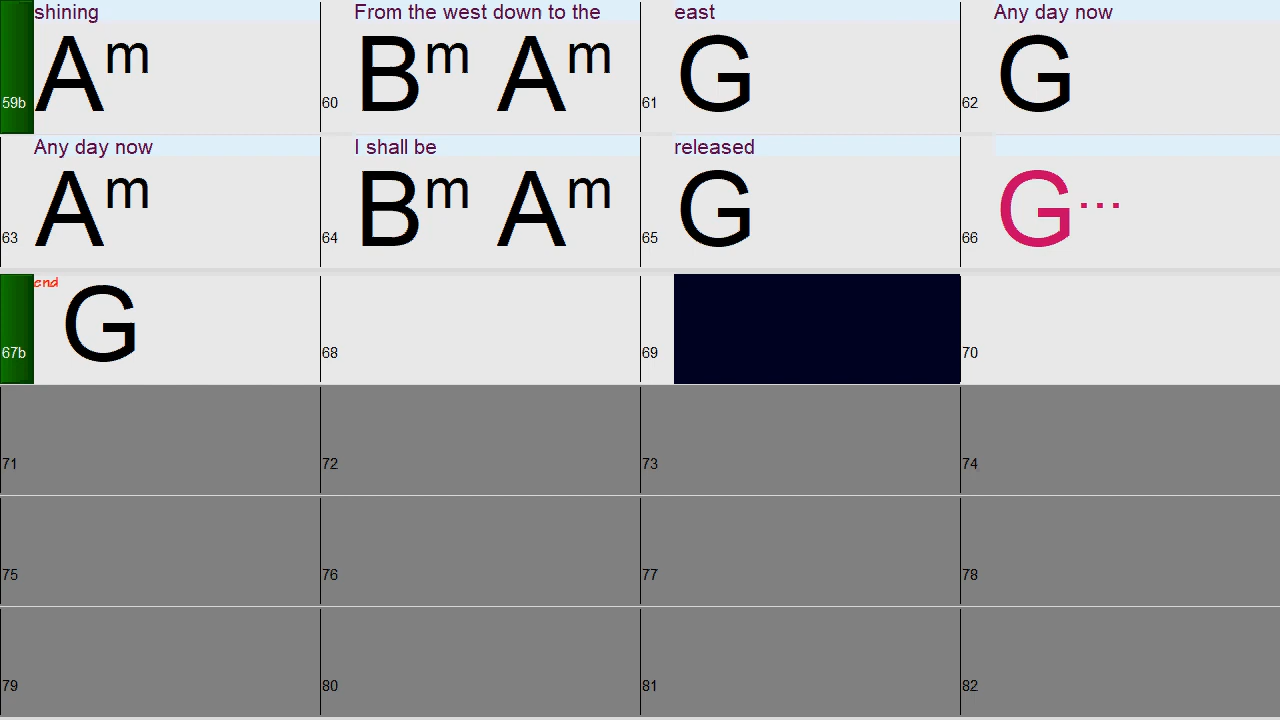 shining From the west down to the east Any day now
59b Am 60 Bm Am 61 G 62 G
Any day now I shall be released
63 Am 64 Bm Am 65 G 66 G...
end
67b G 68 69 70
71 72 73 74
75 76 77 78
79 80 81 82